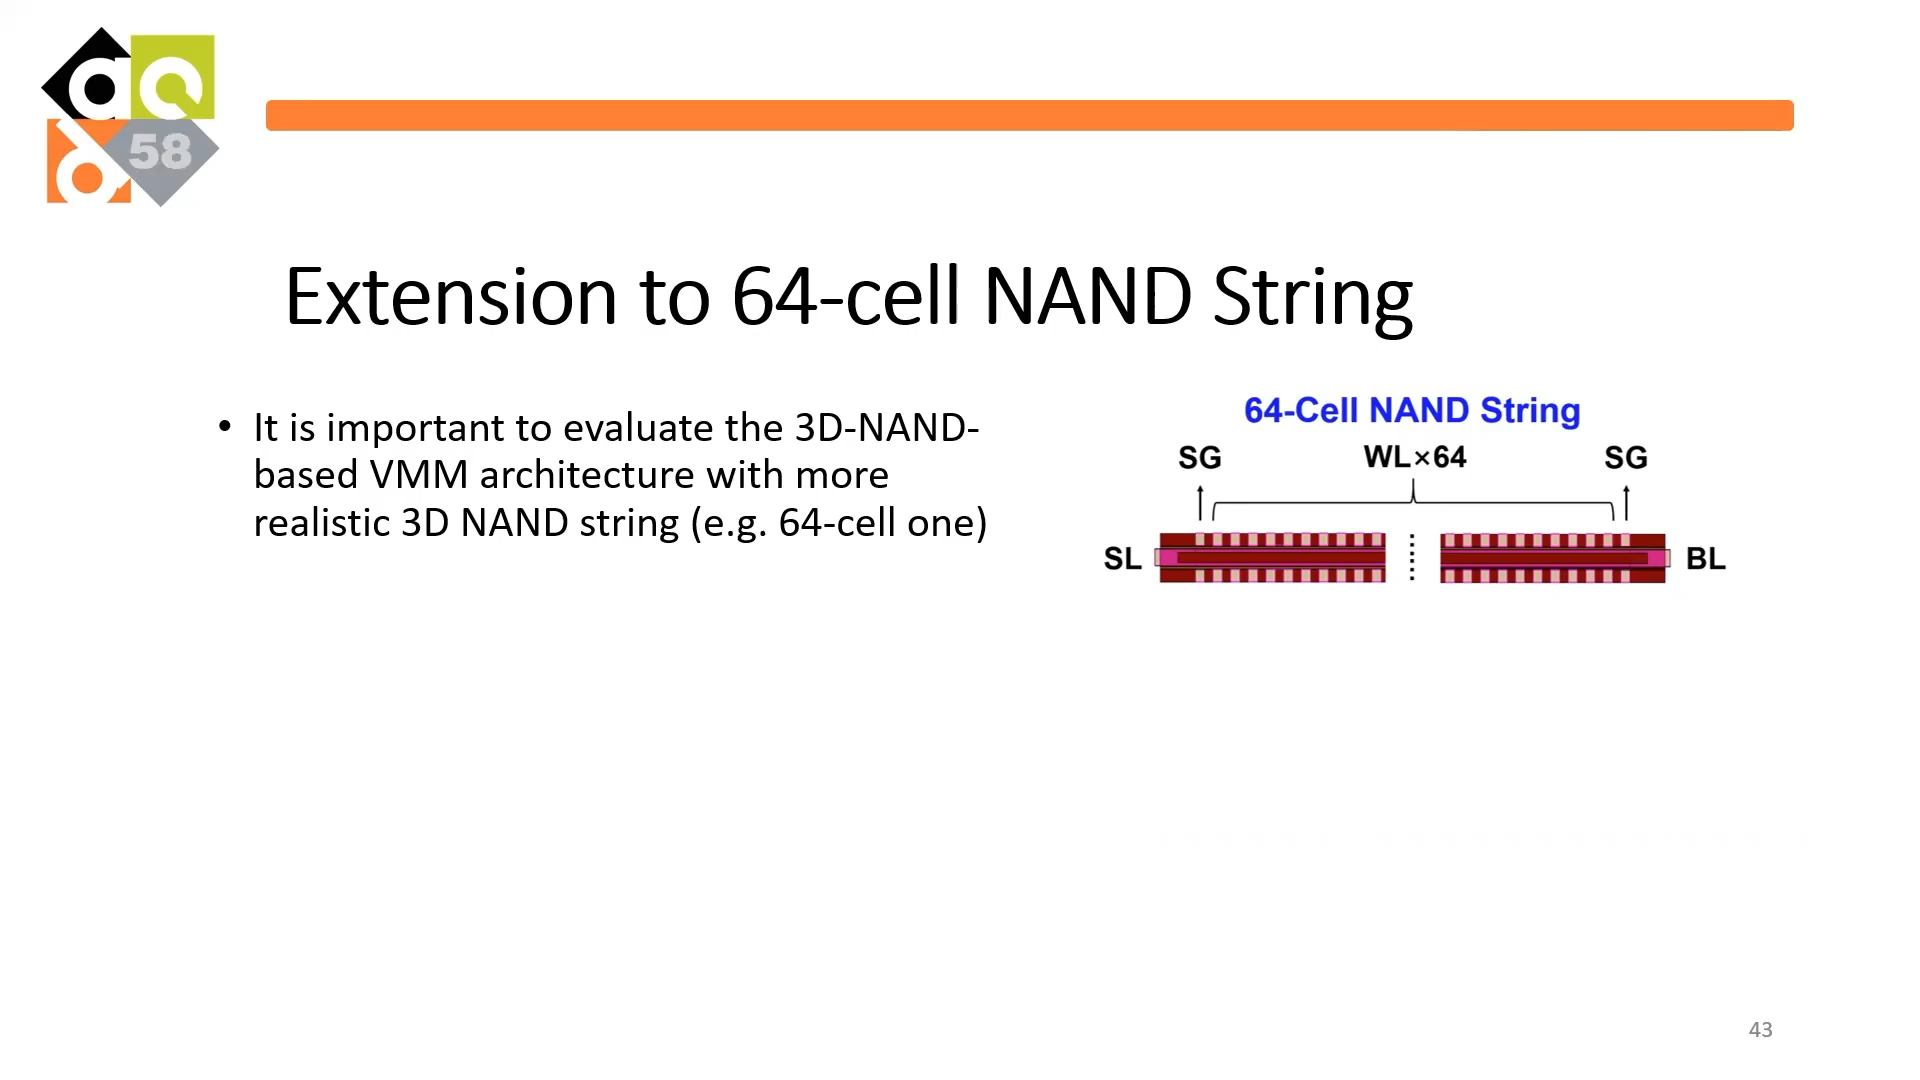 58
Extension to 64-cell NAND String
• It is important to evaluate the 3D-NAND-
based VMM architecture with more
realistic 3D NAND string (e.g. 64-cell one)
64-Cell NAND String
SG WL×64 SG
SL BL
43